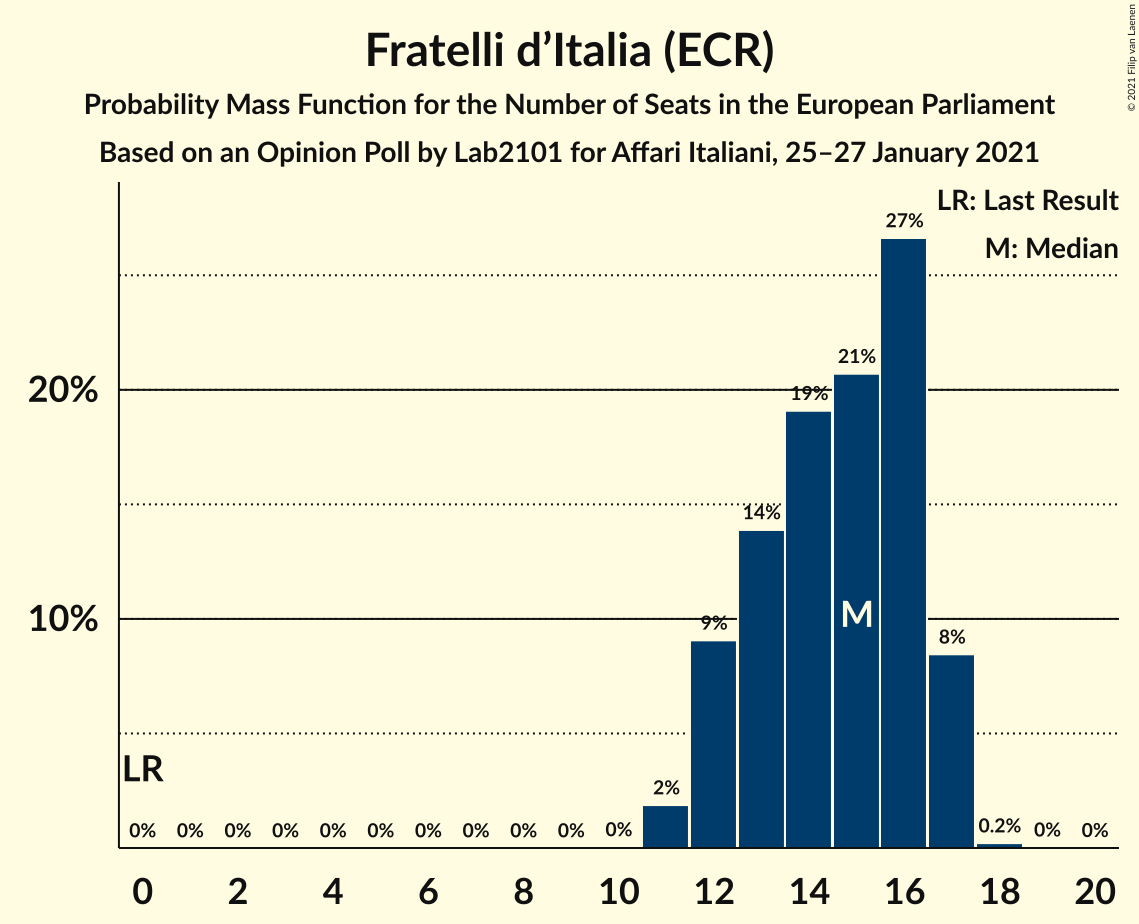 Fratelli d’Italia (ECR)
Probability Mass Function for the Number of Seats in the European Parliament
Based on an Opinion Poll by Lab2101 for Affari Italiani, 25–27 January 2021
© 2021 Filip van Laenen
LR: Last Result
M: Median
27%
21%
20%
19%
14%
10%
9%
M
8%
LR
2%
0% 0% 0% 0% 0% 0% 0% 0% 0% 0% 0% 0.2% 0% 0%
0 2 4 6 8 10 12 14 16 18 20